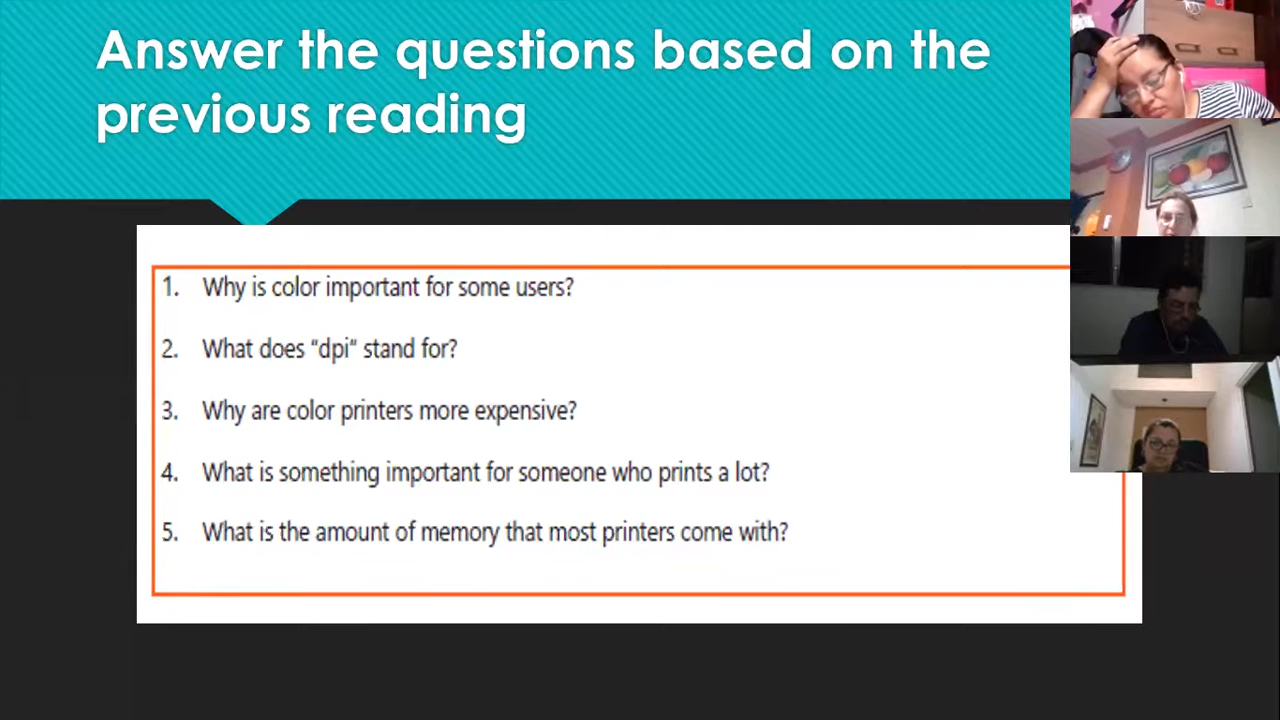 Answer the questions based on the
previous reading
1. Why is color important for some users?
2. What does "dpi" stand for?
3. Why are color printers more expensive?
4. What is something important for someone who prints a lot?
5. What is the amount of memory that most printers come with?